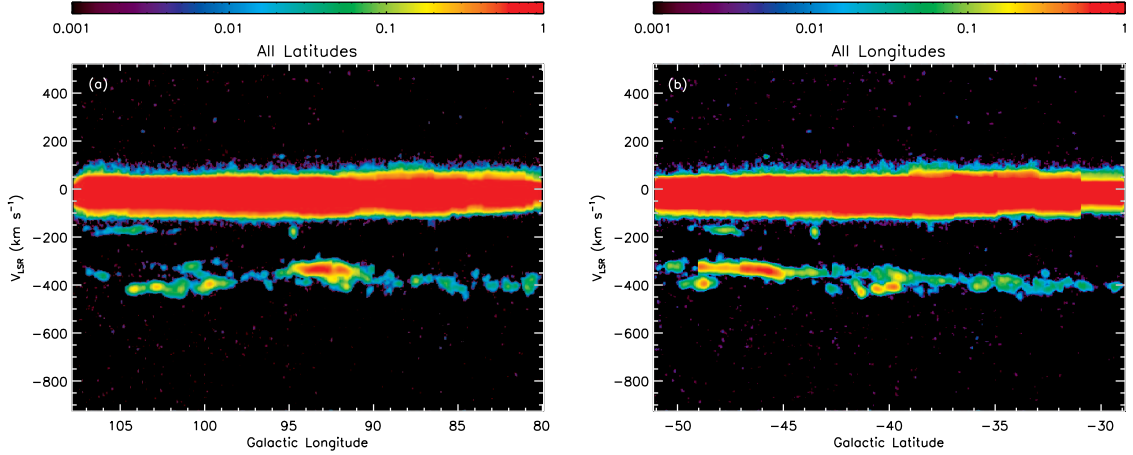 0.001 0.01 0.1 1
All Latitudes
(a)
400
200
0
−200
−400
−600
−800
V_LSR (km s⁻¹)
105 100 95 90 85 80
Galactic Longitude
0.001 0.01 0.1 1
All Longitudes
(b)
400
200
0
−200
−400
−600
−800
V_LSR (km s⁻¹)
−50 −45 −40 −35 −30
Galactic Latitude